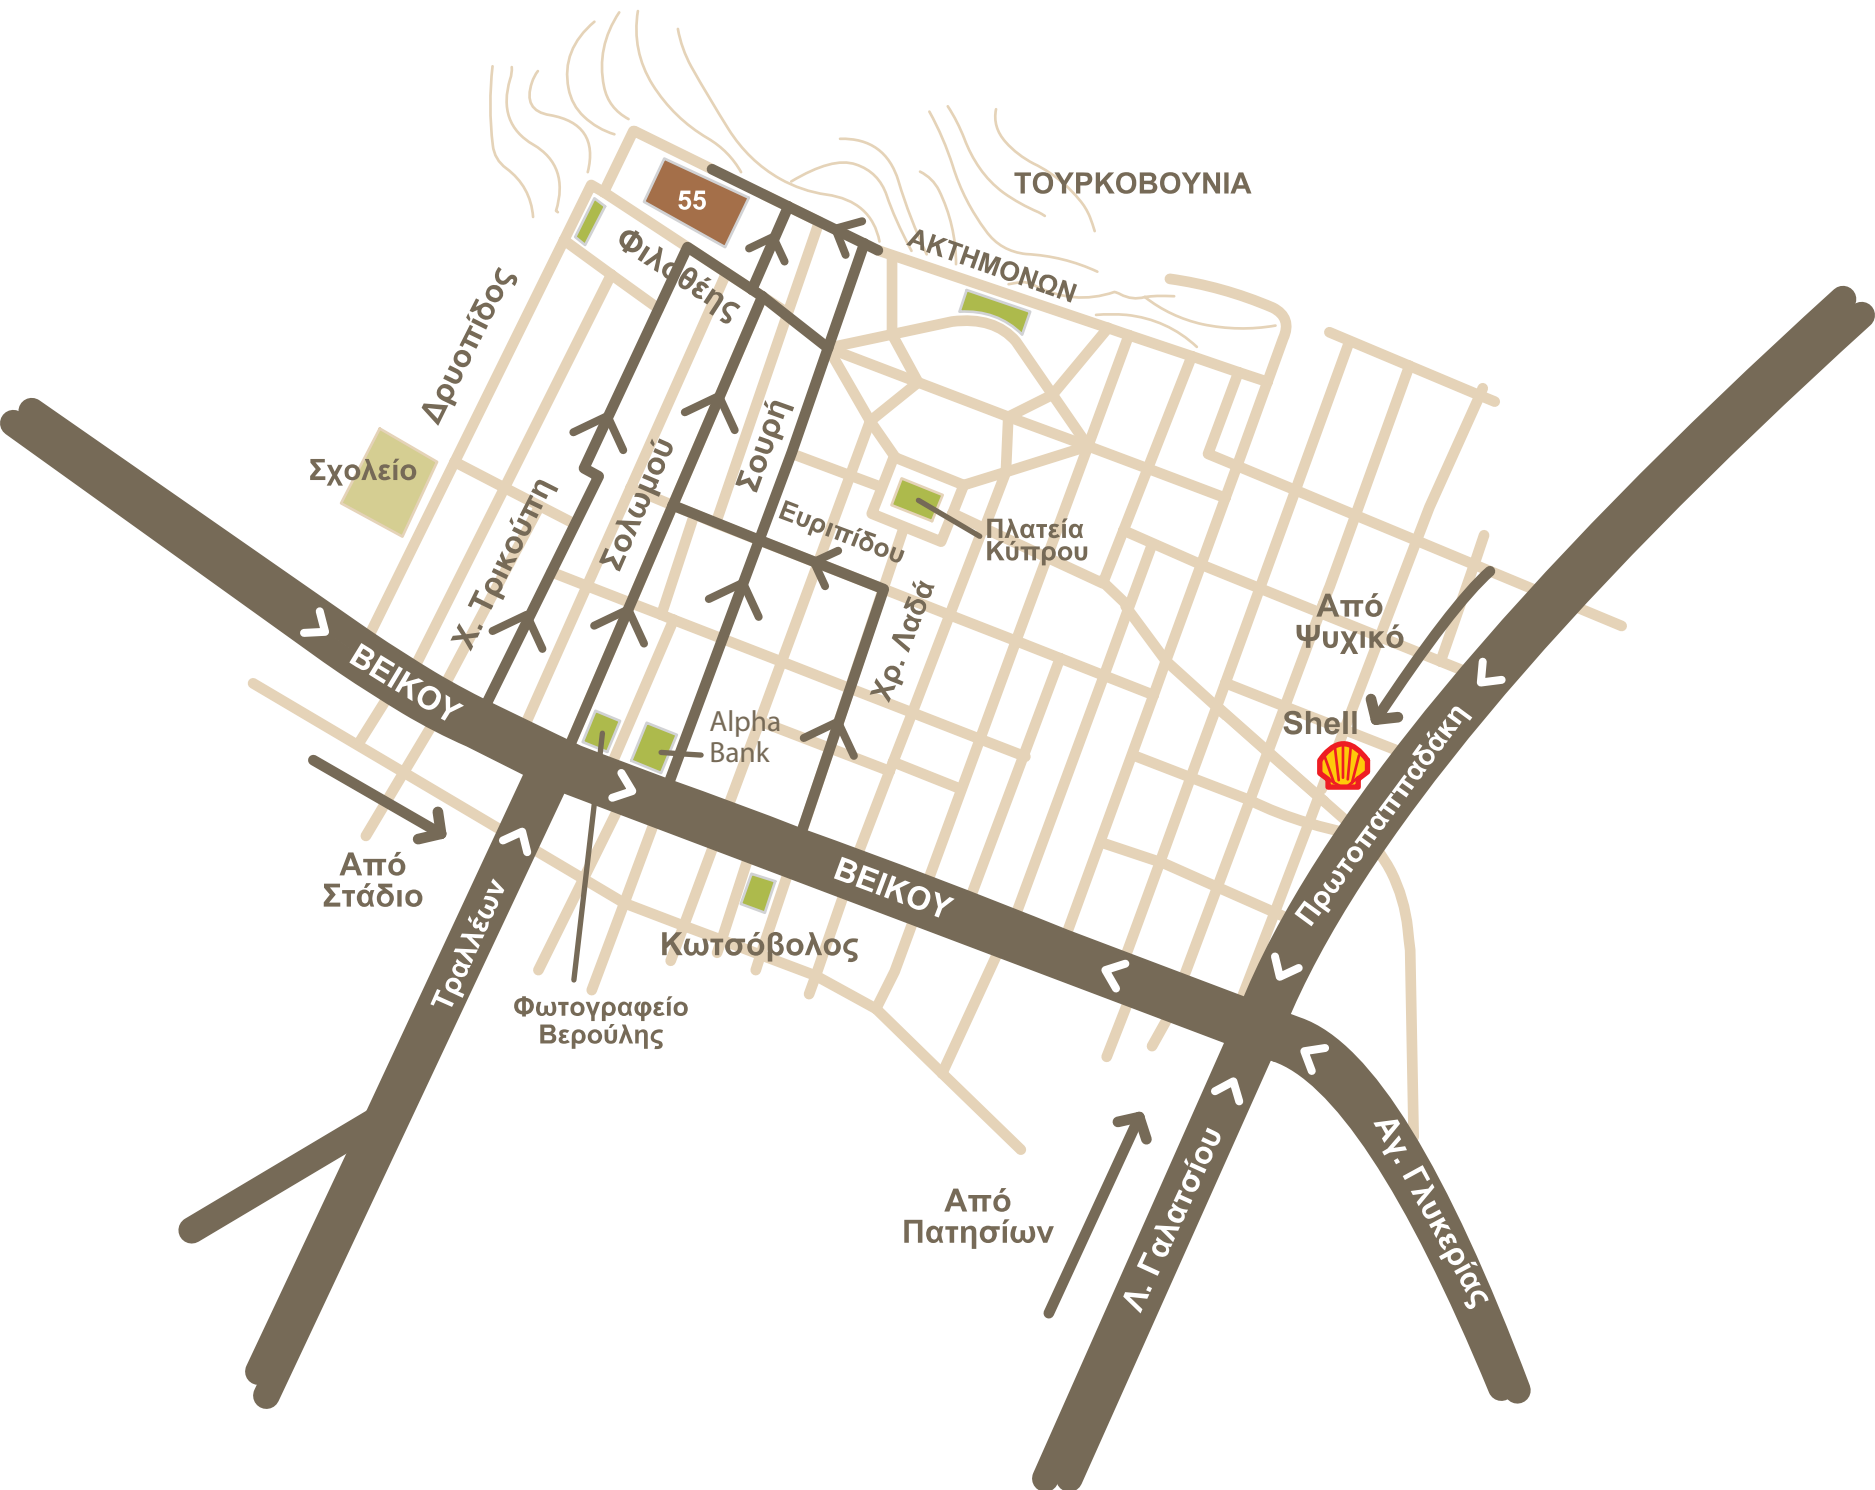 ΤΟΥΡΚΟΒΟΥΝΙΑ
55
Φιλοθέης
ΑΚΤΗΜΟΝΩΝ
Δρυοπίδος
Σχολείο
Χ. Τρικούπη
Σολωμού
Σουρή
Ευριπίδου
Πλατεία
Κύπρου
Χρ. Λαδά
Από
Ψυχικό
Shell
Πρωτοπαππαδάκη
ΒΕΙΚΟΥ
Alpha
Bank
Από
Στάδιο
Τραλλέων
ΒΕΙΚΟΥ
Κωτσόβολος
Φωτογραφείο
Βερούλης
Από
Πατησίων
Λ. Γαλατσίου
Αγ. Γλυκερίας